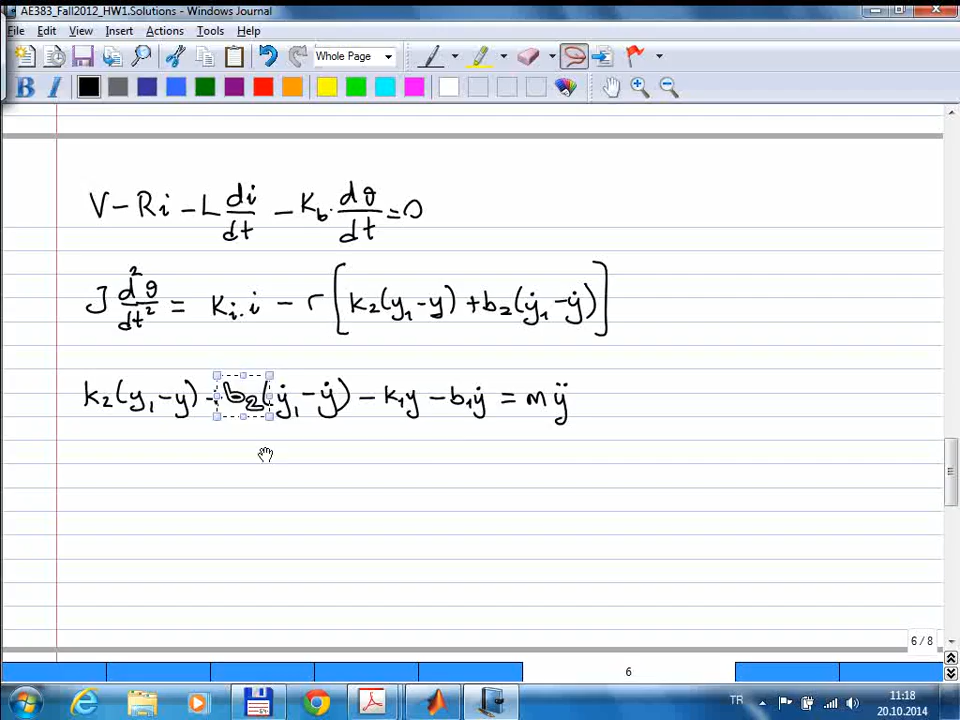 AE383_Fall2012_HW1.Solutions - Windows Journal
File Edit View Insert Actions Tools Help
Whole Page
B I
V - Ri - L di/dt - K_b · dθ/dt = 0
J d²θ/dt² = K_i · i - r [k₂(y₁ - y) + b₂(ẏ₁ - ẏ)]
k₂(y₁ - y) - b₂(ẏ₁ - ẏ) - k₁y - b₁ẏ = mÿ
6 / 8
6
TR
11:18
20.10.2014